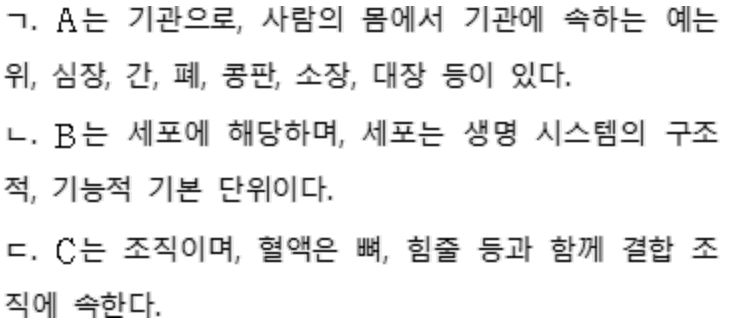 ㄱ. A는 기관으로, 사람의 몸에서 기관에 속하는 예는
위, 심장, 간, 폐, 콩팥, 소장, 대장 등이 있다.
ㄴ. B는 세포에 해당하며, 세포는 생명 시스템의 구조
적, 기능적 기본 단위이다.
ㄷ. C는 조직이며, 혈액은 뼈, 힘줄 등과 함께 결합 조
직에 속한다.